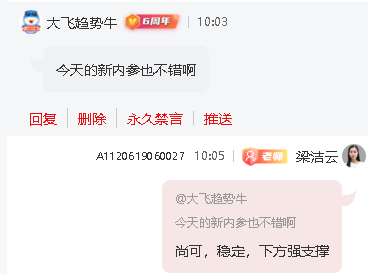 大飞趋势牛 6周年 10:03
今天的新内参也不错啊
回复 删除 永久禁言 推送
A1120619060027 10:05 老师 梁洁云
@大飞趋势牛
今天的新内参也不错啊
尚可，稳定，下方强支撑